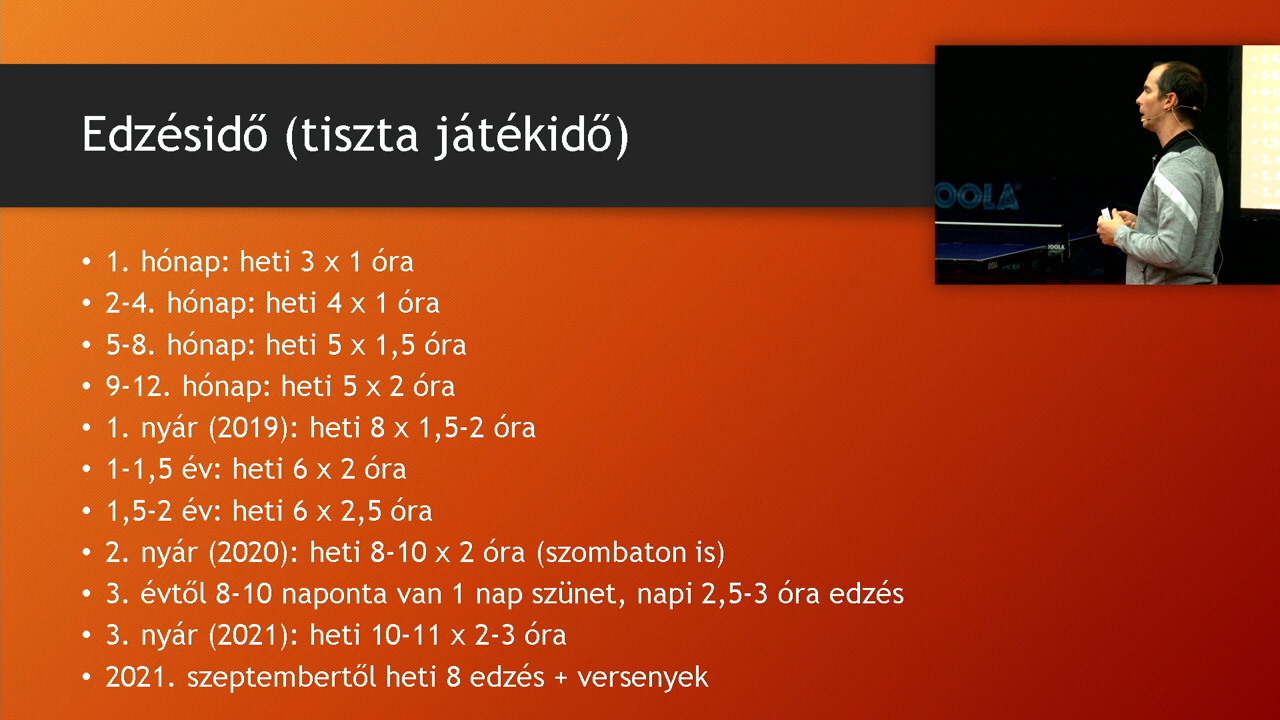 Edzésidő (tiszta játékidő)
• 1. hónap: heti 3 x 1 óra
• 2-4. hónap: heti 4 x 1 óra
• 5-8. hónap: heti 5 x 1,5 óra
• 9-12. hónap: heti 5 x 2 óra
• 1. nyár (2019): heti 8 x 1,5-2 óra
• 1-1,5 év: heti 6 x 2 óra
• 1,5-2 év: heti 6 x 2,5 óra
• 2. nyár (2020): heti 8-10 x 2 óra (szombaton is)
• 3. évtől 8-10 naponta van 1 nap szünet, napi 2,5-3 óra edzés
• 3. nyár (2021): heti 10-11 x 2-3 óra
• 2021. szeptembertől heti 8 edzés + versenyek
JOOLA
JOOLA
JOOLA